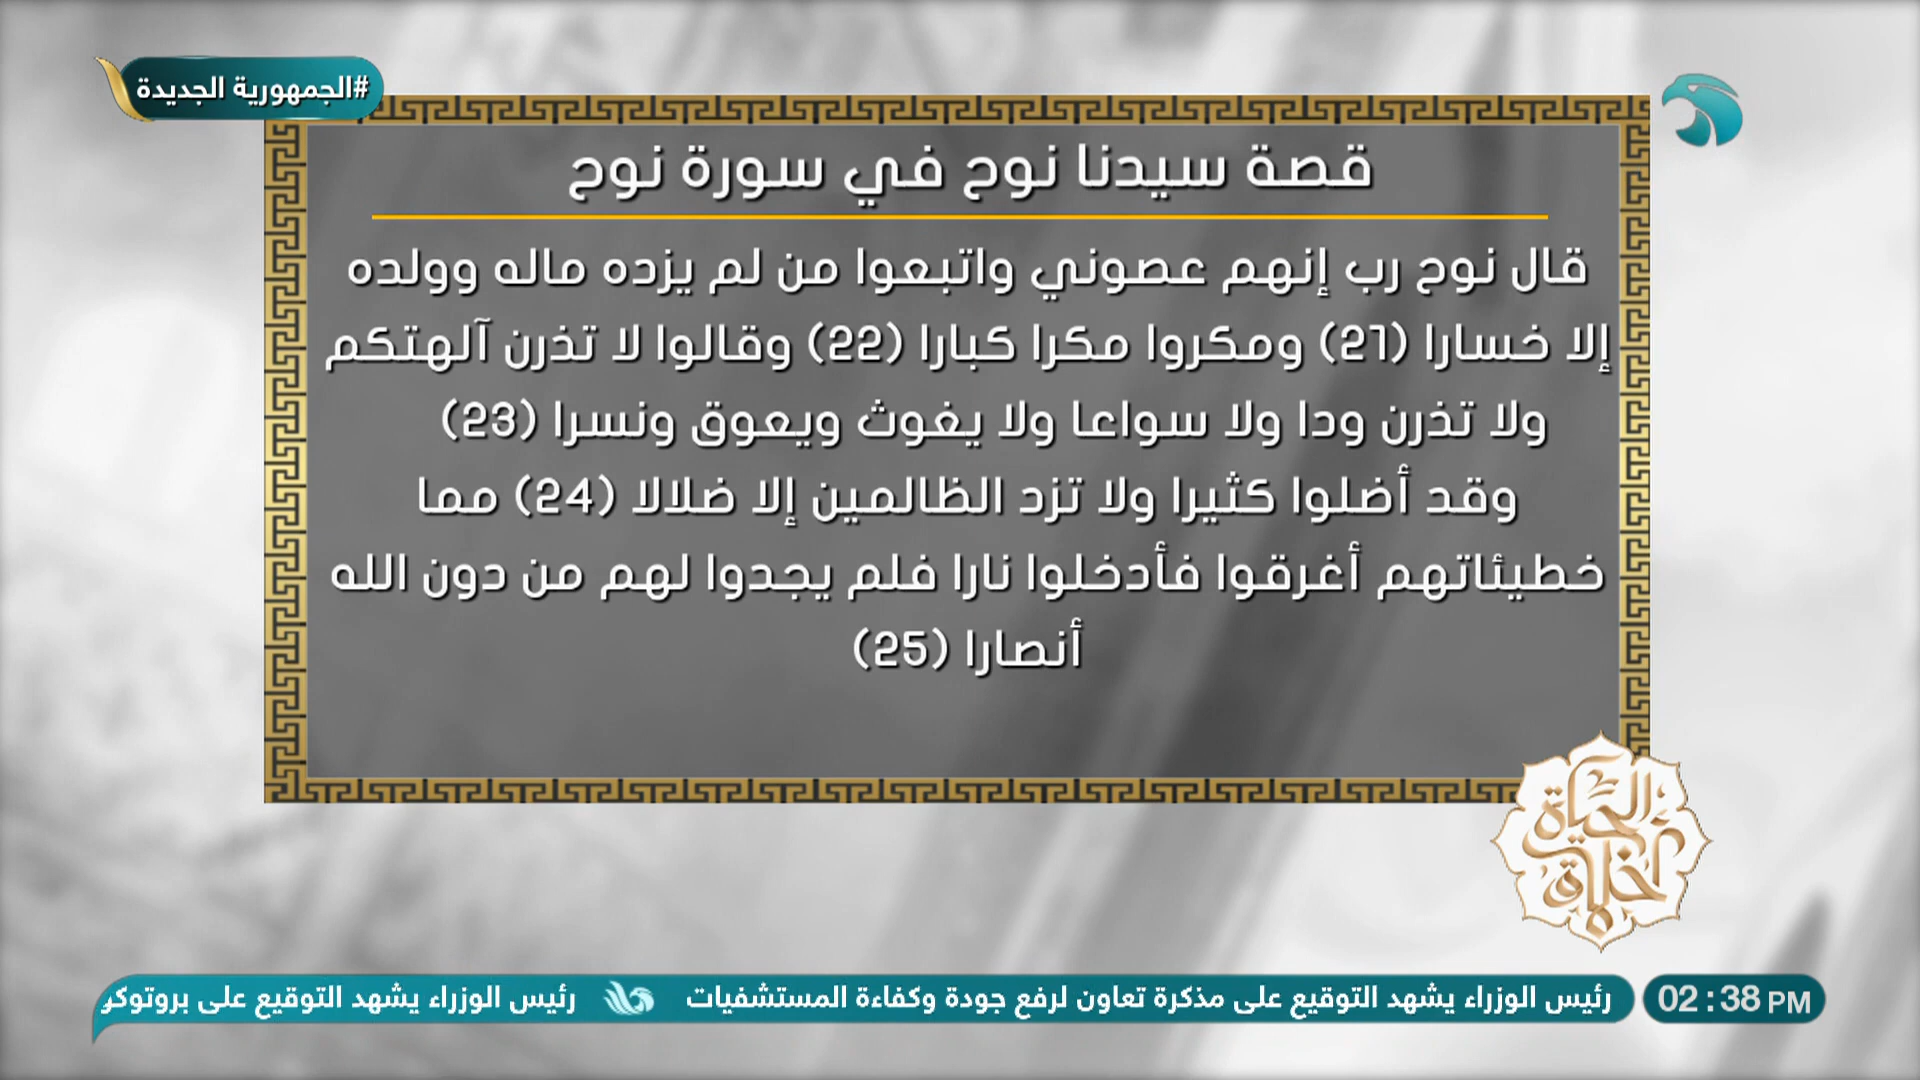 #الجمهورية الجديدة
قصة سيدنا نوح في سورة نوح
قال نوح رب إنهم عصوني واتبعوا من لم يزده ماله وولده
إلا خسارا (21) ومكروا مكرا كبارا (22) وقالوا لا تذرن آلهتكم
ولا تذرن ودا ولا سواعا ولا يغوث ويعوق ونسرا (23)
وقد أضلوا كثيرا ولا تزد الظالمين إلا ضلالا (24) مما
خطيئاتهم أغرقوا فأدخلوا نارا فلم يجدوا لهم من دون الله
أنصارا (25)
الحياة
أخلاق
02:38 PM
رئيس الوزراء يشهد التوقيع على مذكرة تعاون لرفع جودة وكفاءة المستشفيات رئيس الوزراء يشهد التوقيع على بروتوكو